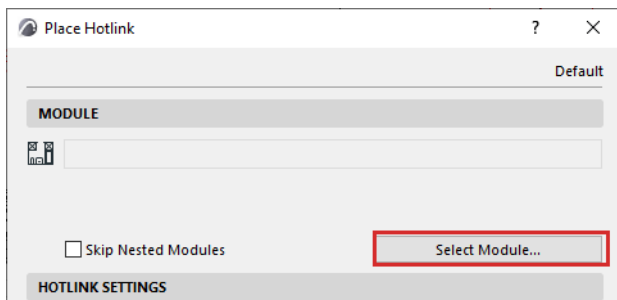 Place Hotlink
?
Default
MODULE
Skip Nested Modules
Select Module...
HOTLINK SETTINGS